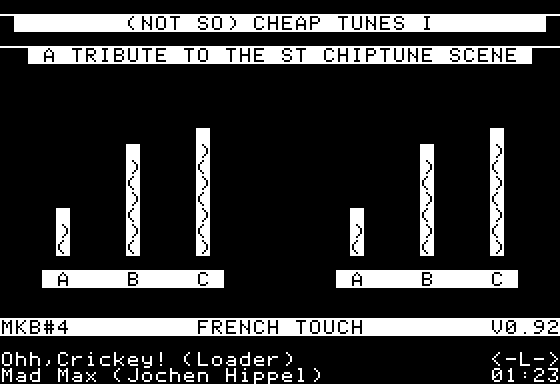 (NOT SO) CHEAP TUNES I
A TRIBUTE TO THE ST CHIPTUNE SCENE
A B C A B C
MKB#4 FRENCH TOUCH V0.92
Ohh,Crickey! (Loader) <-L->
Mad Max (Jochen Hippel) 01:23